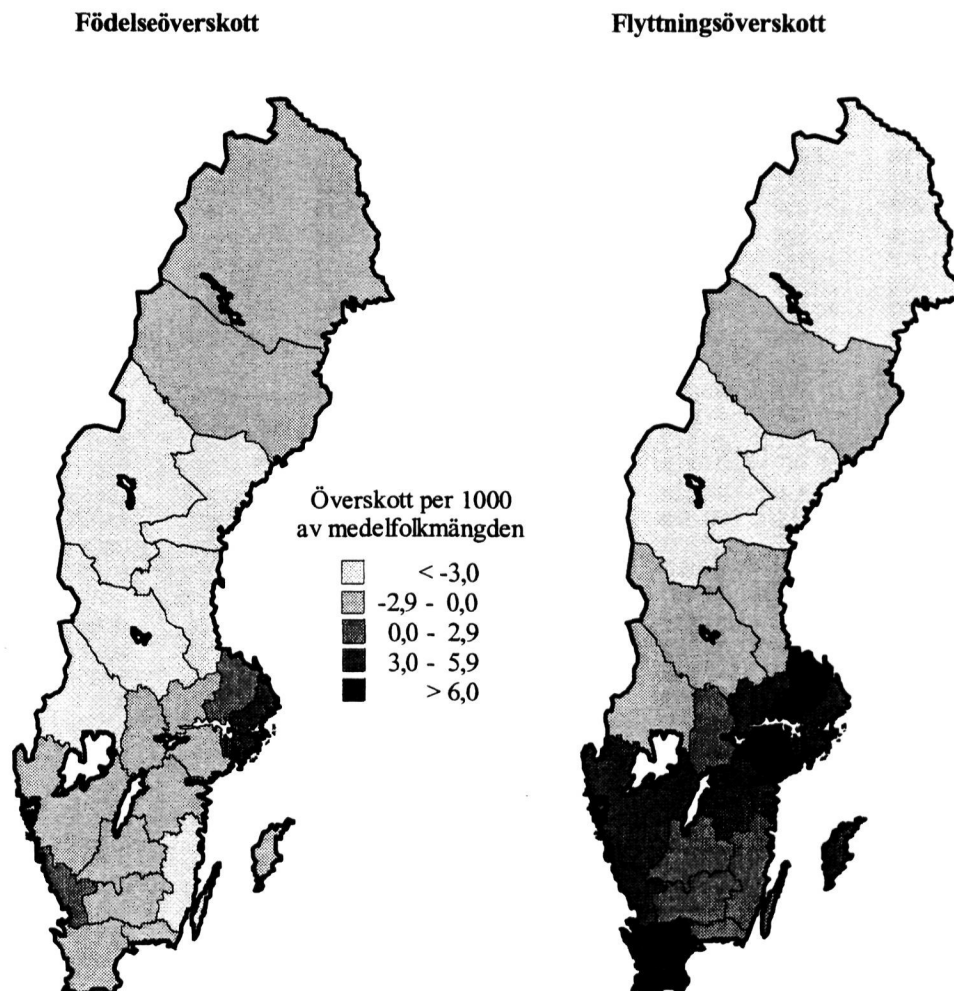 Födelseöverskott
Flyttningsöverskott
Överskott per 1000
av medelfolkmängden
< -3,0
-2,9 - 0,0
0,0 - 2,9
3,0 - 5,9
> 6,0